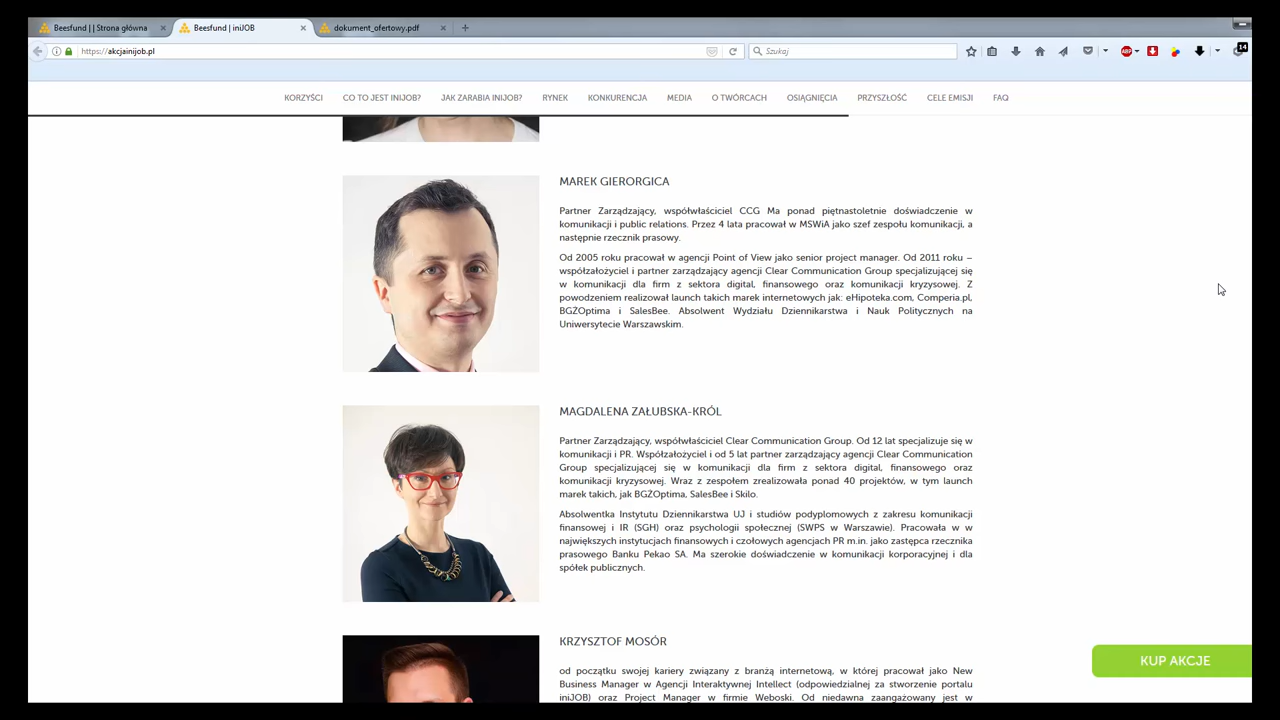 Beesfund | | Strona główna
Beesfund | iniJOB
dokument_ofertowy.pdf
https://akcjainijob.pl
Szukaj
ABP
14
KORZYŚCI
CO TO JEST INIJOB?
JAK ZARABIA INIJOB?
RYNEK
KONKURENCJA
MEDIA
O TWÓRCACH
OSIĄGNIĘCIA
PRZYSZŁOŚĆ
CELE EMISJI
FAQ
MAREK GIERORGICA
Partner Zarządzający, współwłaściciel CCG Ma ponad piętnastoletnie doświadczenie w
komunikacji i public relations. Przez 4 lata pracował w MSWiA jako szef zespołu komunikacji, a
następnie rzecznik prasowy.
Od 2005 roku pracował w agencji Point of View jako senior project manager. Od 2011 roku –
współzałożyciel i partner zarządzający agencji Clear Communication Group specjalizującej się
w komunikacji dla firm z sektora digital, finansowego oraz komunikacji kryzysowej. Z
powodzeniem realizował launch takich marek internetowych jak: eHipoteka.com, Comperia.pl,
BGŻOptima i SalesBee. Absolwent Wydziału Dziennikarstwa i Nauk Politycznych na
Uniwersytecie Warszawskim.
MAGDALENA ZAŁUBSKA-KRÓL
Partner Zarządzający, współwłaściciel Clear Communication Group. Od 12 lat specjalizuje się w
komunikacji i PR. Współzałożyciel i od 5 lat partner zarządzający agencji Clear Communication
Group specjalizującej się w komunikacji dla firm z sektora digital, finansowego oraz
komunikacji kryzysowej. Wraz z zespołem zrealizowała ponad 40 projektów, w tym launch
marek takich, jak BGŻOptima, SalesBee i Skilo.
Absolwentka Instytutu Dziennikarstwa UJ i studiów podyplomowych z zakresu komunikacji
finansowej i IR (SGH) oraz psychologii społecznej (SWPS w Warszawie). Pracowała w w
największych instytucjach finansowych i czołowych agencjach PR m.in. jako zastępca rzecznika
prasowego Banku Pekao SA. Ma szerokie doświadczenie w komunikacji korporacyjnej i dla
spółek publicznych.
KRZYSZTOF MOSÓR
od początku swojej kariery związany z branżą internetową, w której pracował jako New
Business Manager w Agencji Interaktywnej Intellect (odpowiedzialnej za stworzenie portalu
iniJOB) oraz Project Manager w firmie Weboski. Od niedawna zaangażowany jest w
KUP AKCJE